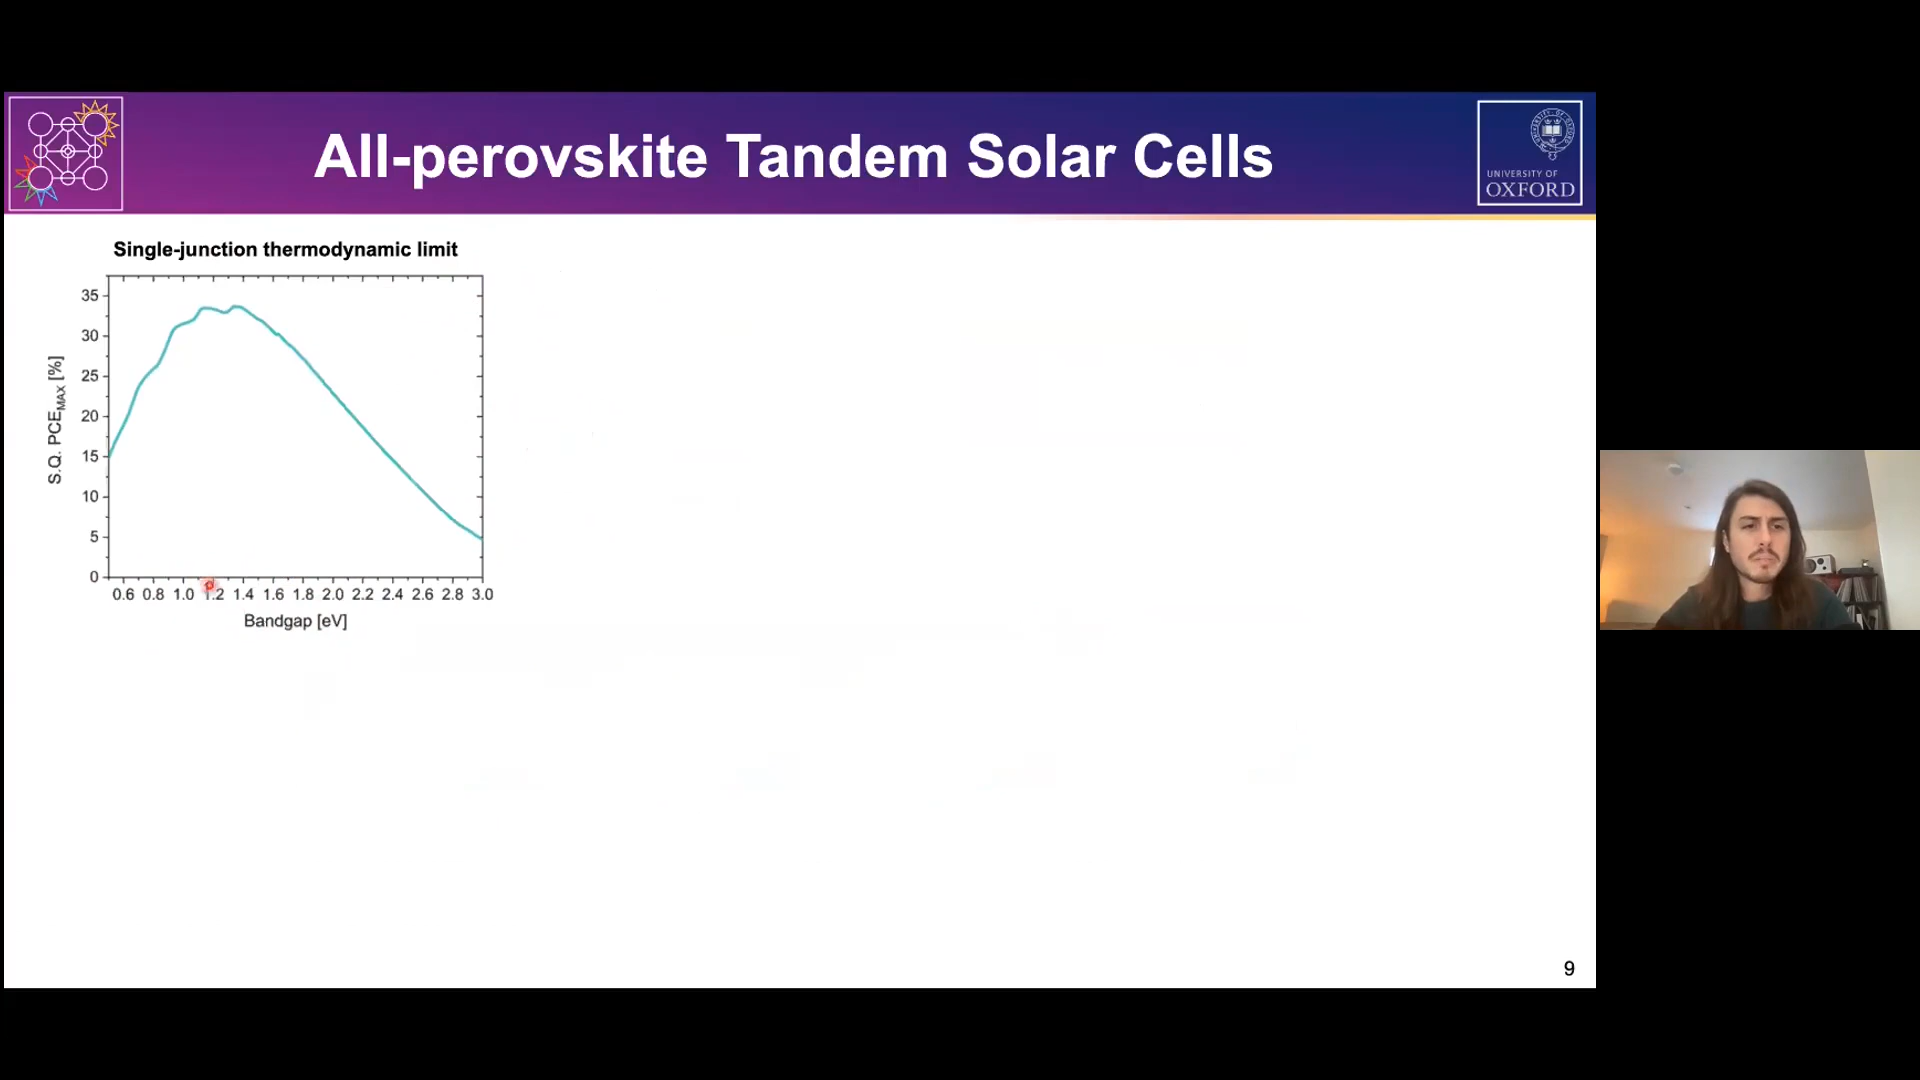 All-perovskite Tandem Solar Cells
UNIVERSITY OF
OXFORD
Single-junction thermodynamic limit
35
30
25
20
15
10
5
0
S.Q. PCEMAX [%]
0.6 0.8 1.0 1.2 1.4 1.6 1.8 2.0 2.2 2.4 2.6 2.8 3.0
Bandgap [eV]
9